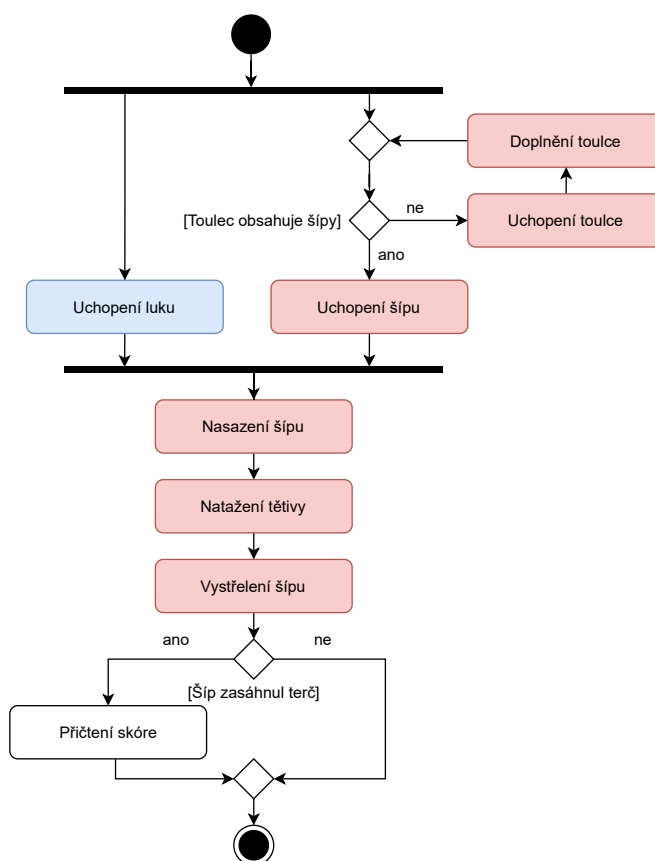 Doplnění toulce
[Toulec obsahuje šípy]
ne
Uchopení toulce
ano
Uchopení luku
Uchopení šípu
Nasazení šípu
Natažení tětivy
Vystřelení šípu
ano
ne
[Šíp zasáhnul terč]
Přičtení skóre